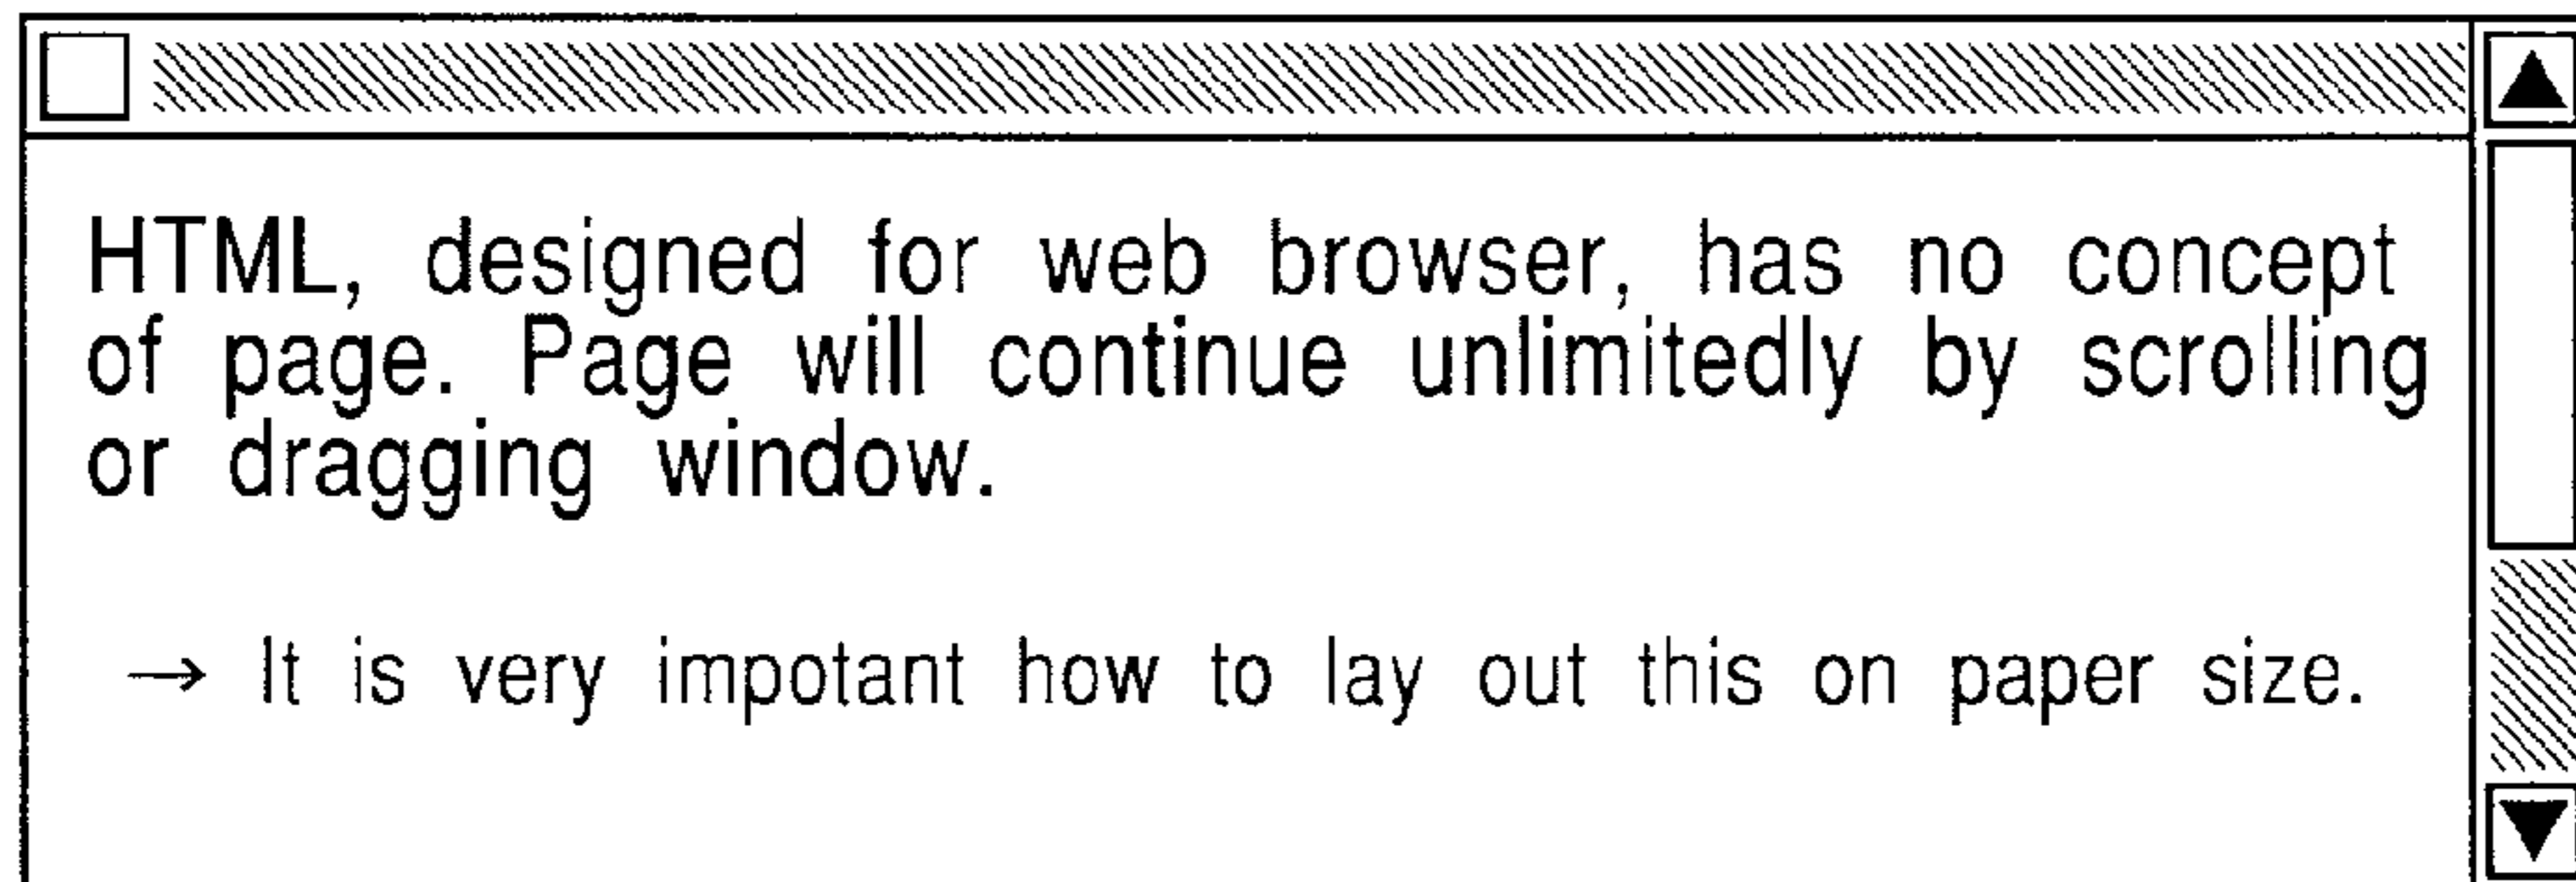 HTML, designed for web browser, has no concept
of page. Page will continue unlimitedly by scrolling
or dragging window.
→ It is very impotant how to lay out this on paper size.